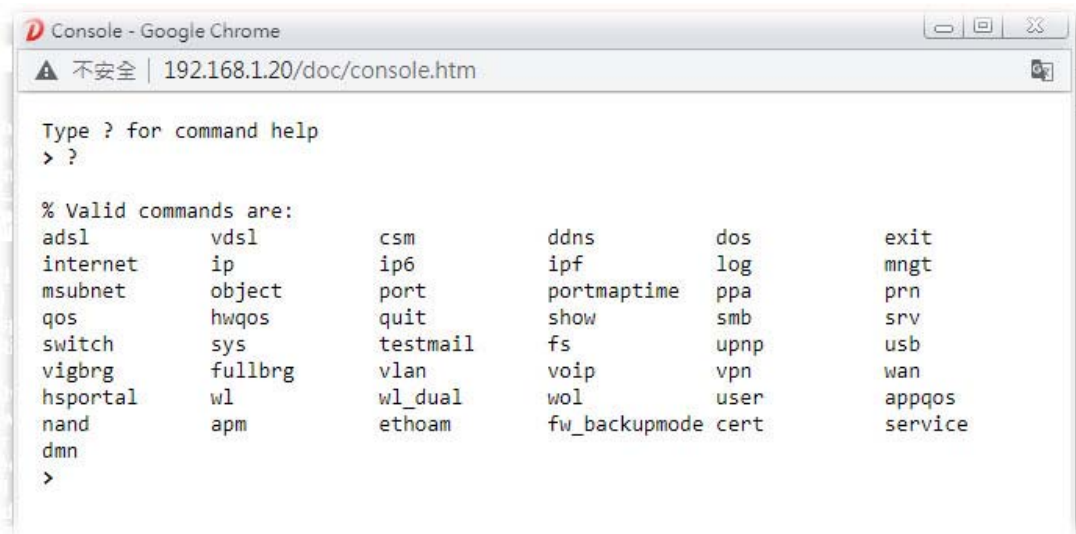 Console - Google Chrome
不安全 | 192.168.1.20/doc/console.htm
Type ? for command help
> ?
% Valid commands are:
adsl vdsl csm ddns dos exit
internet ip ip6 ipf log mngt
msubnet object port portmaptime ppa prn
qos hwqos quit show smb srv
switch sys testmail fs upnp usb
vigbrg fullbrg vlan voip vpn wan
hsportal wl wl_dual wol user appqos
nand apm ethoam fw_backupmode cert service
dmn
>